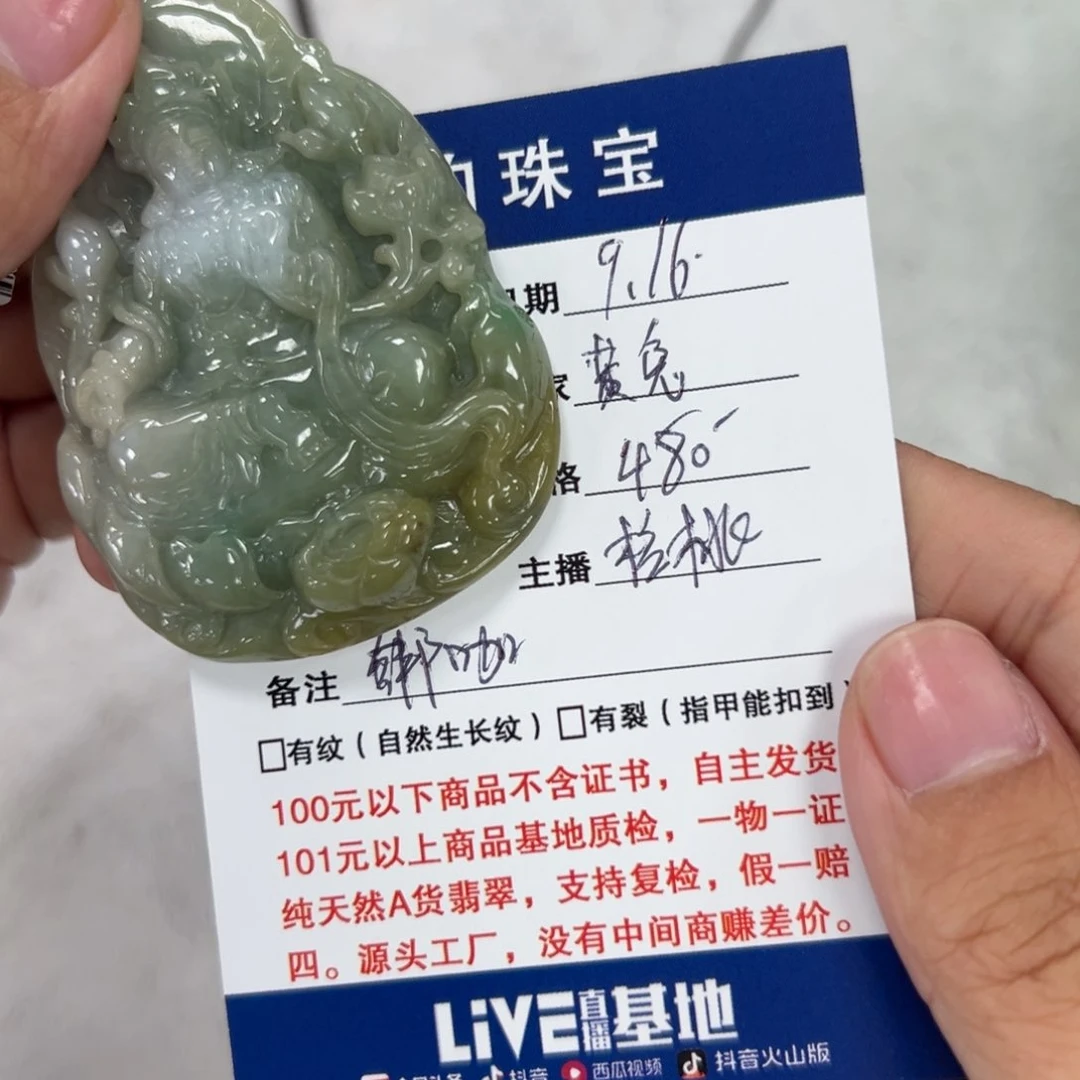 珠宝
期 9.16.
家 黄兔
格 480
主播 核桃
备注
□有纹（自然生长纹）□有裂（指甲能扣到）
100元以下商品不含证书，自主发货
101元以上商品基地质检，一物一证
纯天然A货翡翠，支持复检，假一赔
四。源头工厂，没有中间商赚差价。
LiVE直播基地
抖音 西瓜视频 抖音火山版